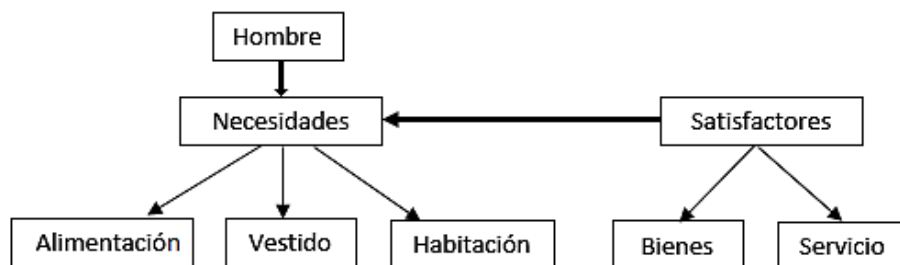 Hombre
Necesidades
Satisfactores
Alimentación
Vestido
Habitación
Bienes
Servicio